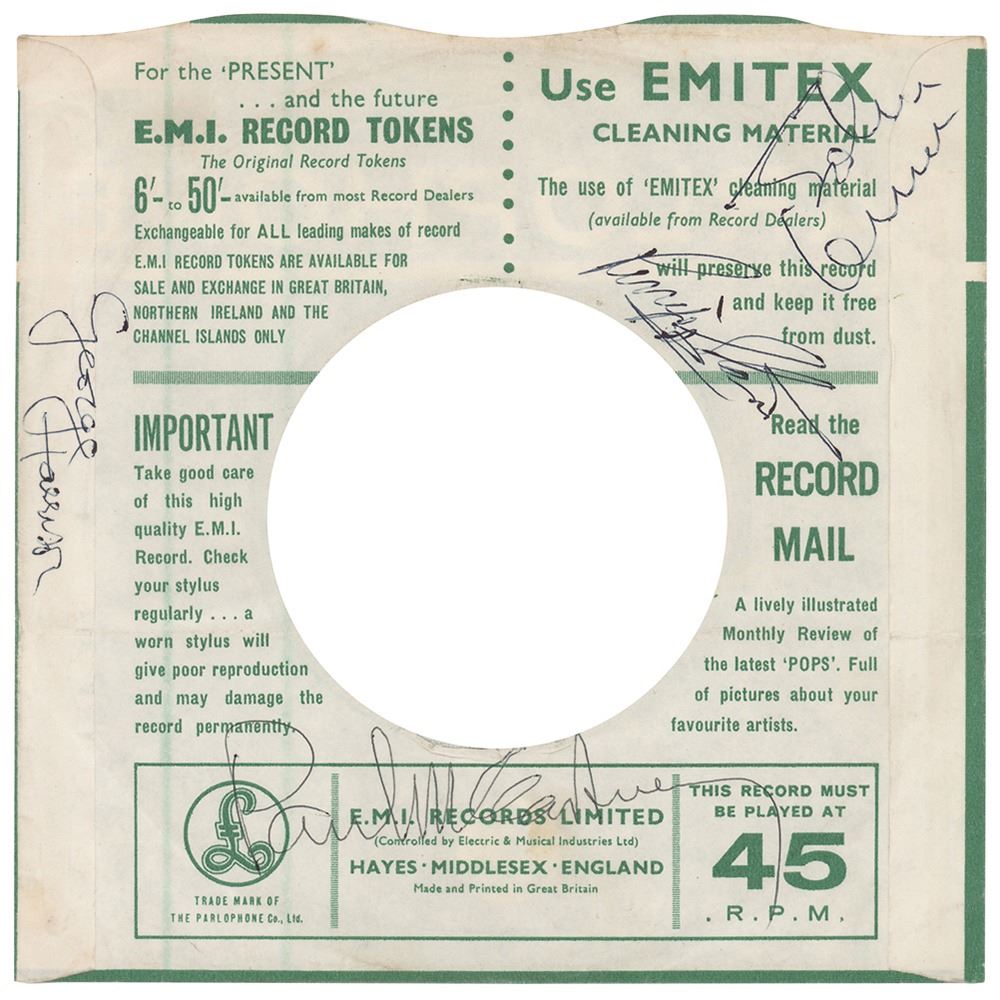 For the ‘PRESENT’
. . . and the future
E.M.I. RECORD TOKENS
The Original Record Tokens
6/- to 50/- available from most Record Dealers
Exchangeable for ALL leading makes of record
E.M.I RECORD TOKENS ARE AVAILABLE FOR
SALE AND EXCHANGE IN GREAT BRITAIN,
NORTHERN IRELAND AND THE
CHANNEL ISLANDS ONLY
Use EMITEX
CLEANING MATERIAL
The use of ‘EMITEX’ cleaning material
(available from Record Dealers)
will preserve this record
and keep it free
from dust.
John
Lennon
Ringo Starr
George Harrison
IMPORTANT
Take good care
of this high
quality E.M.I.
Record. Check
your stylus
regularly . . . a
worn stylus will
give poor reproduction
and may damage the
record permanently.
Read the
RECORD
MAIL
A lively illustrated
Monthly Review of
the latest ‘POPS’. Full
of pictures about your
favourite artists.
Paul McCartney
£
TRADE MARK OF
THE PARLOPHONE Co., Ltd.
E.M.I. RECORDS LIMITED
(Controlled by Electric & Musical Industries Ltd)
HAYES · MIDDLESEX · ENGLAND
Made and Printed in Great Britain
THIS RECORD MUST
BE PLAYED AT
45
. R.P.M.